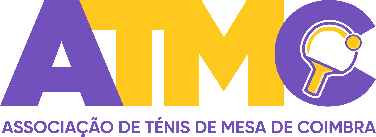 ATMC
ASSOCIAÇÃO DE TÉNIS DE MESA DE COIMBRA